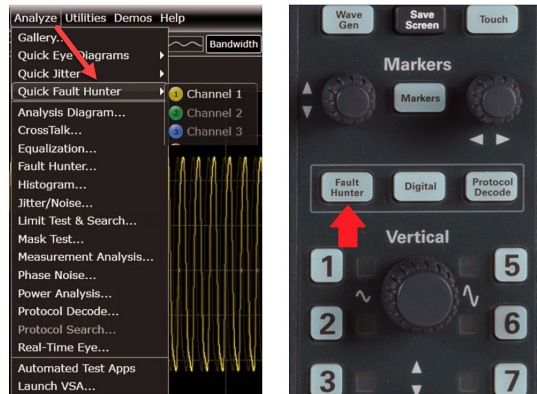 Analyze Utilities Demos Help
Gallery...
Bandwidth
Quick Eye Diagrams
Quick Jitter
Quick Fault Hunter
1 Channel 1
2 Channel 2
3 Channel 3
Analysis Diagram...
CrossTalk...
Equalization...
Fault Hunter...
Histogram...
Jitter/Noise...
Limit Test & Search...
Mask Test...
Measurement Analysis...
Phase Noise...
Power Analysis...
Protocol Decode...
Protocol Search...
Real-Time Eye...
Automated Test Apps
Launch VSA...
Wave
Gen
Save
Screen
Touch
Markers
Markers
Fault
Hunter
Digital
Protocol
Decode
Vertical
1
5
2
6
3
7